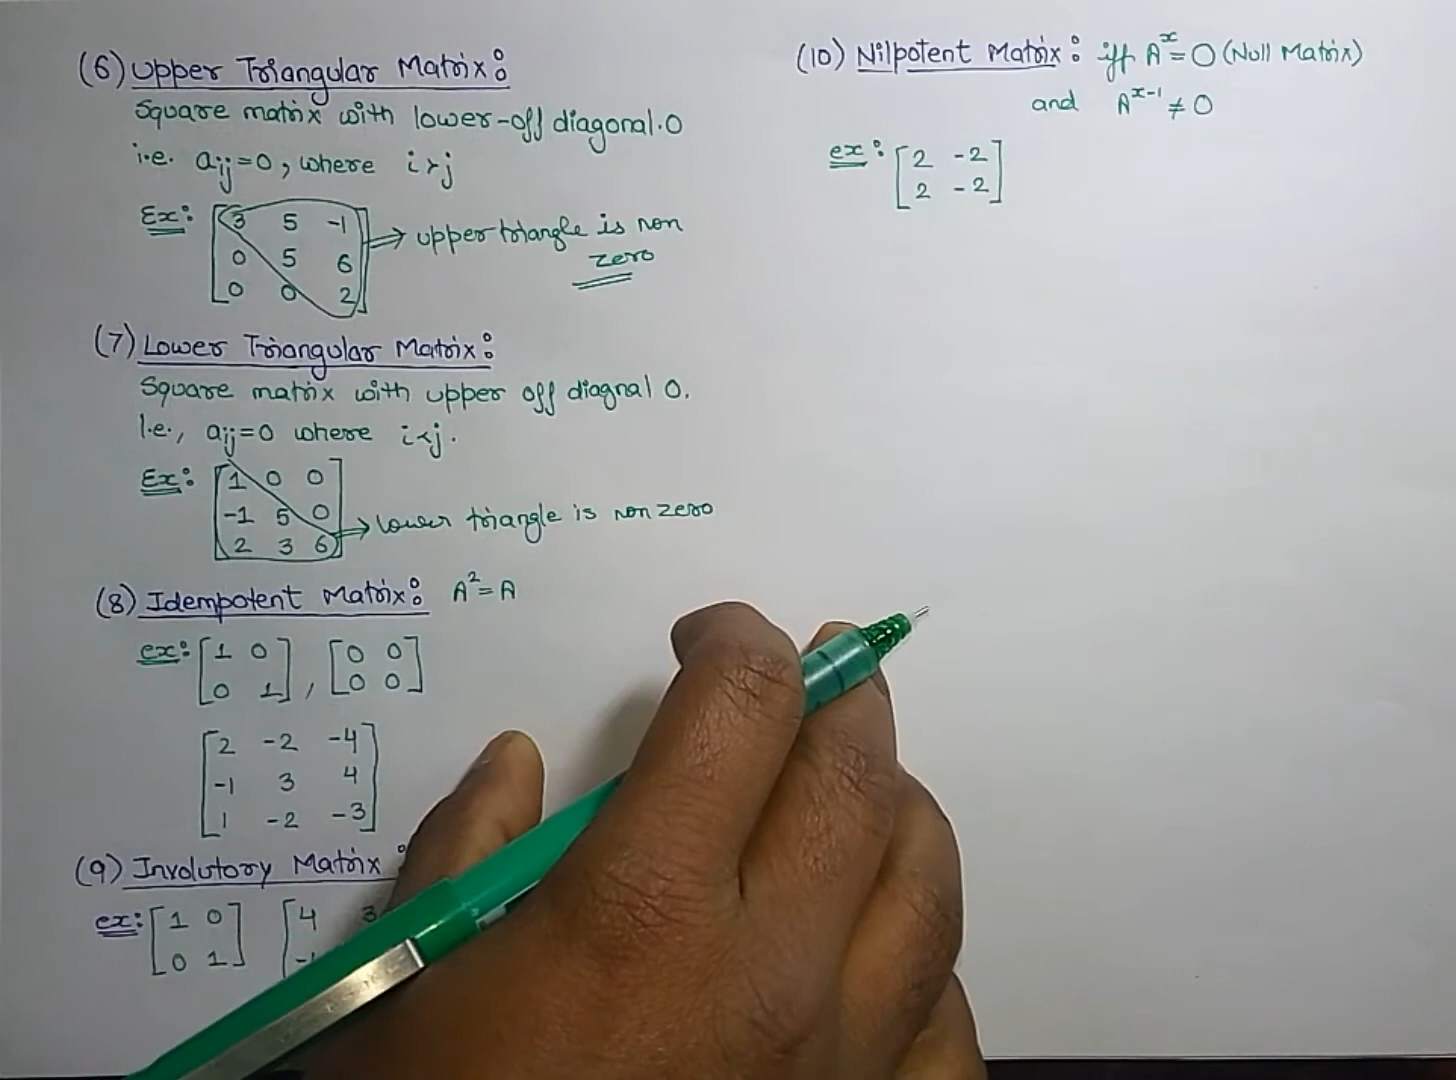 (6) Upper Triangular Matrix:
Square matrix with lower-off diagonal.0
i.e. aij=0, where i>j
Ex: [3 5 -1
0 5 6
0 0 2] ⇒ upper triangle is non
zero
(7) Lower Triangular Matrix:
Square matrix with upper off diagnal 0.
I.e., aij=0 where i<j.
Ex: [1 0 0
-1 5 0
2 3 6] ⇒ Lower triangle is non zero
(8) Idempotent Matrix: A²=A
ex: [1 0
0 1], [0 0
0 0]
[2 -2 -4
-1 3 4
1 -2 -3]
(9) Involutory Matrix:
ex: [1 0
0 1] [4 3
(10) Nilpotent Matrix: iff Aˣ=0 (Null Matrix)
and Aˣ⁻¹≠0
ex: [2 -2
2 -2]